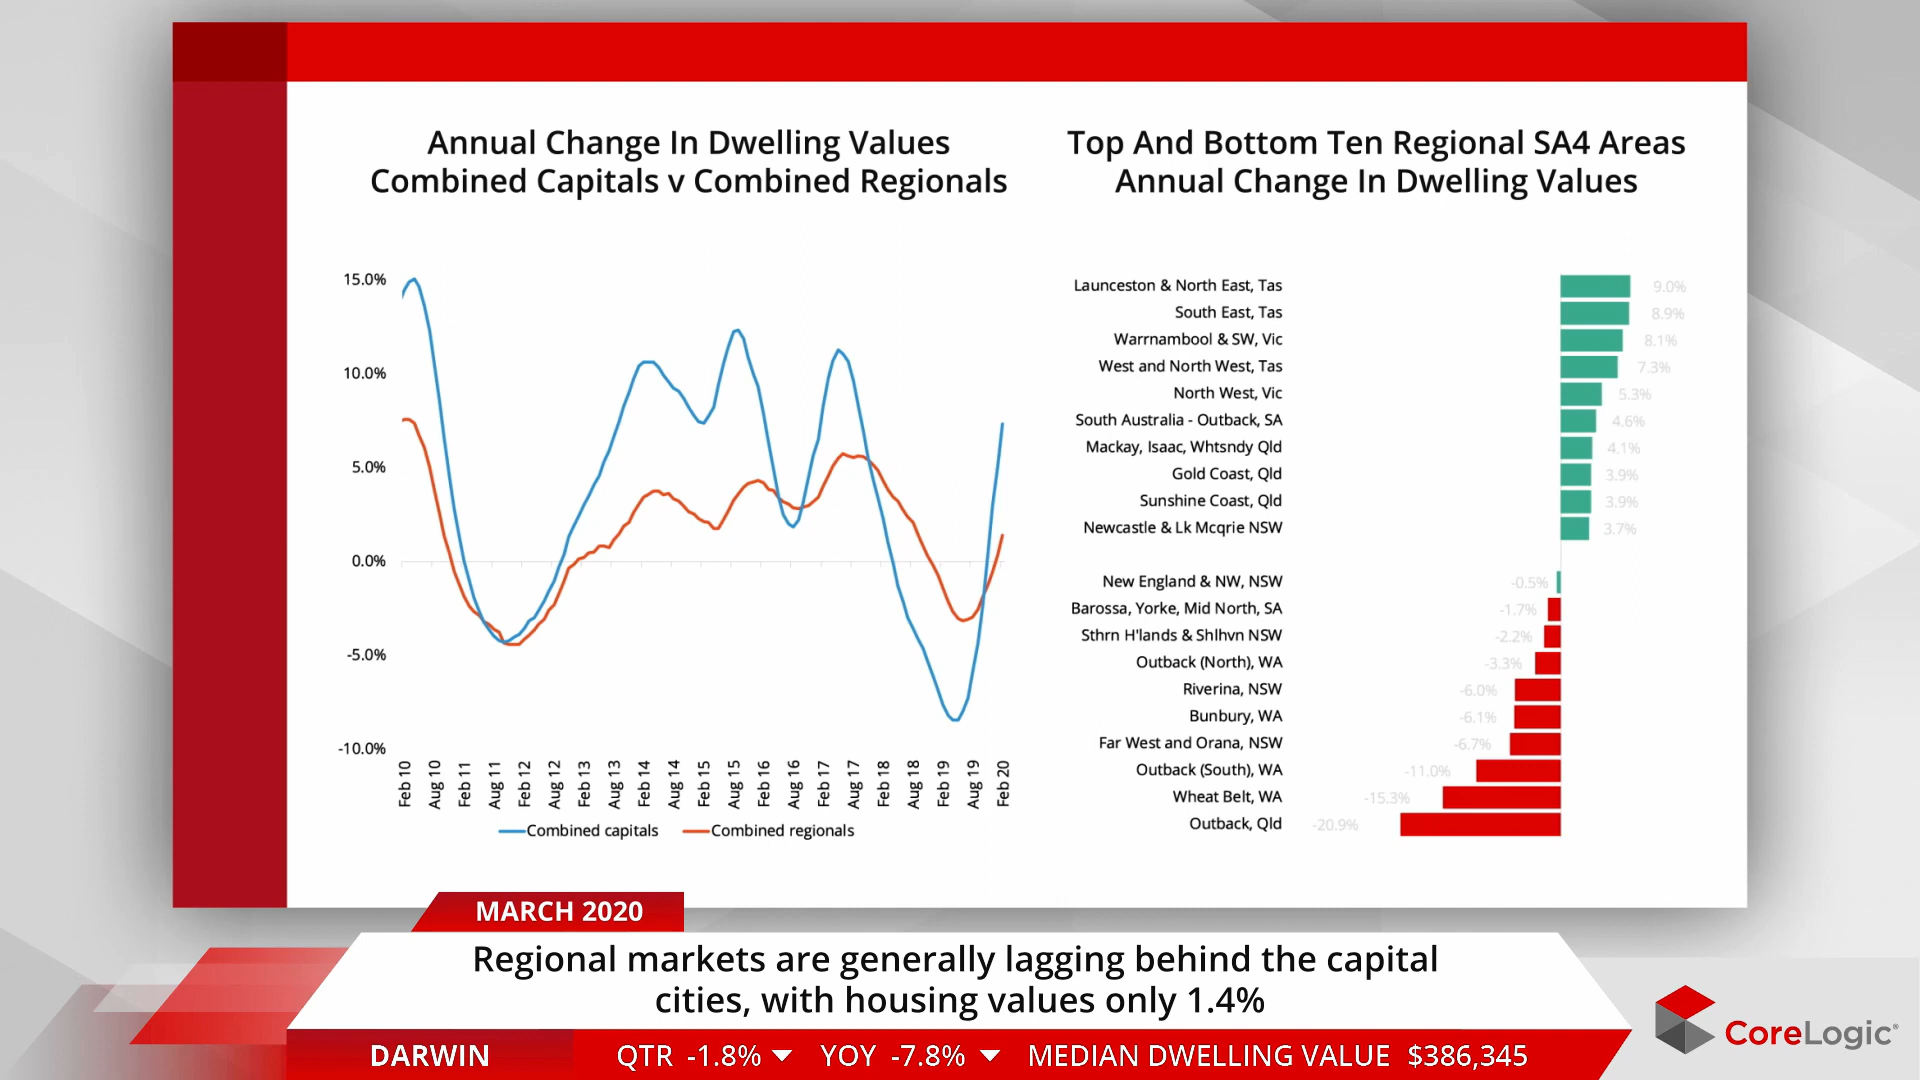 Annual Change In Dwelling Values
Combined Capitals v Combined Regionals
15.0%
10.0%
5.0%
0.0%
-5.0%
-10.0%
Feb 10
Aug 10
Feb 11
Aug 11
Feb 12
Aug 12
Feb 13
Aug 13
Feb 14
Aug 14
Feb 15
Aug 15
Feb 16
Aug 16
Feb 17
Aug 17
Feb 18
Aug 18
Feb 19
Aug 19
Feb 20
Combined capitals
Combined regionals
Top And Bottom Ten Regional SA4 Areas
Annual Change In Dwelling Values
Launceston & North East, Tas 9.0%
South East, Tas 8.9%
Warrnambool & SW, Vic 8.1%
West and North West, Tas 7.3%
North West, Vic 5.3%
South Australia - Outback, SA 4.6%
Mackay, Isaac, Whtsndy Qld 4.1%
Gold Coast, Qld 3.9%
Sunshine Coast, Qld 3.9%
Newcastle & Lk Mcqrie NSW 3.7%
New England & NW, NSW -0.5%
Barossa, Yorke, Mid North, SA -1.7%
Sthrn H'lands & Shlhvn NSW -2.2%
Outback (North), WA -3.3%
Riverina, NSW -6.0%
Bunbury, WA -6.1%
Far West and Orana, NSW -6.7%
Outback (South), WA -11.0%
Wheat Belt, WA -15.3%
Outback, Qld -20.9%
MARCH 2020
Regional markets are generally lagging behind the capital
cities, with housing values only 1.4%
DARWIN QTR -1.8% YOY -7.8% MEDIAN DWELLING VALUE $386,345
CoreLogic®